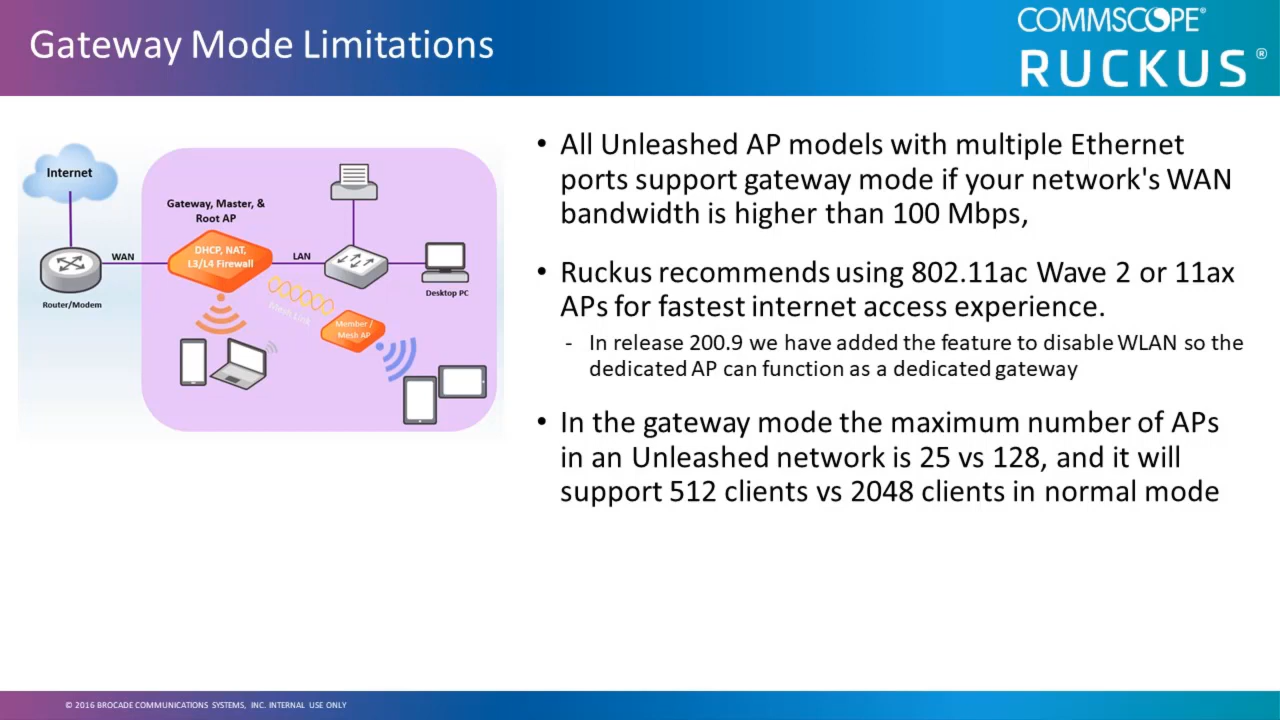 Gateway Mode Limitations
COMMSCOPE®
RUCKUS®
Internet
Gateway, Master, &
Root AP
DHCP, NAT,
L3/L4 Firewall
WAN
LAN
Router/Modem
Desktop PC
Mesh Link
Member /
Mesh AP
• All Unleashed AP models with multiple Ethernet
ports support gateway mode if your network's WAN
bandwidth is higher than 100 Mbps,
• Ruckus recommends using 802.11ac Wave 2 or 11ax
APs for fastest internet access experience.
- In release 200.9 we have added the feature to disable WLAN so the
dedicated AP can function as a dedicated gateway
• In the gateway mode the maximum number of APs
in an Unleashed network is 25 vs 128, and it will
support 512 clients vs 2048 clients in normal mode
© 2016 BROCADE COMMUNICATIONS SYSTEMS, INC. INTERNAL USE ONLY